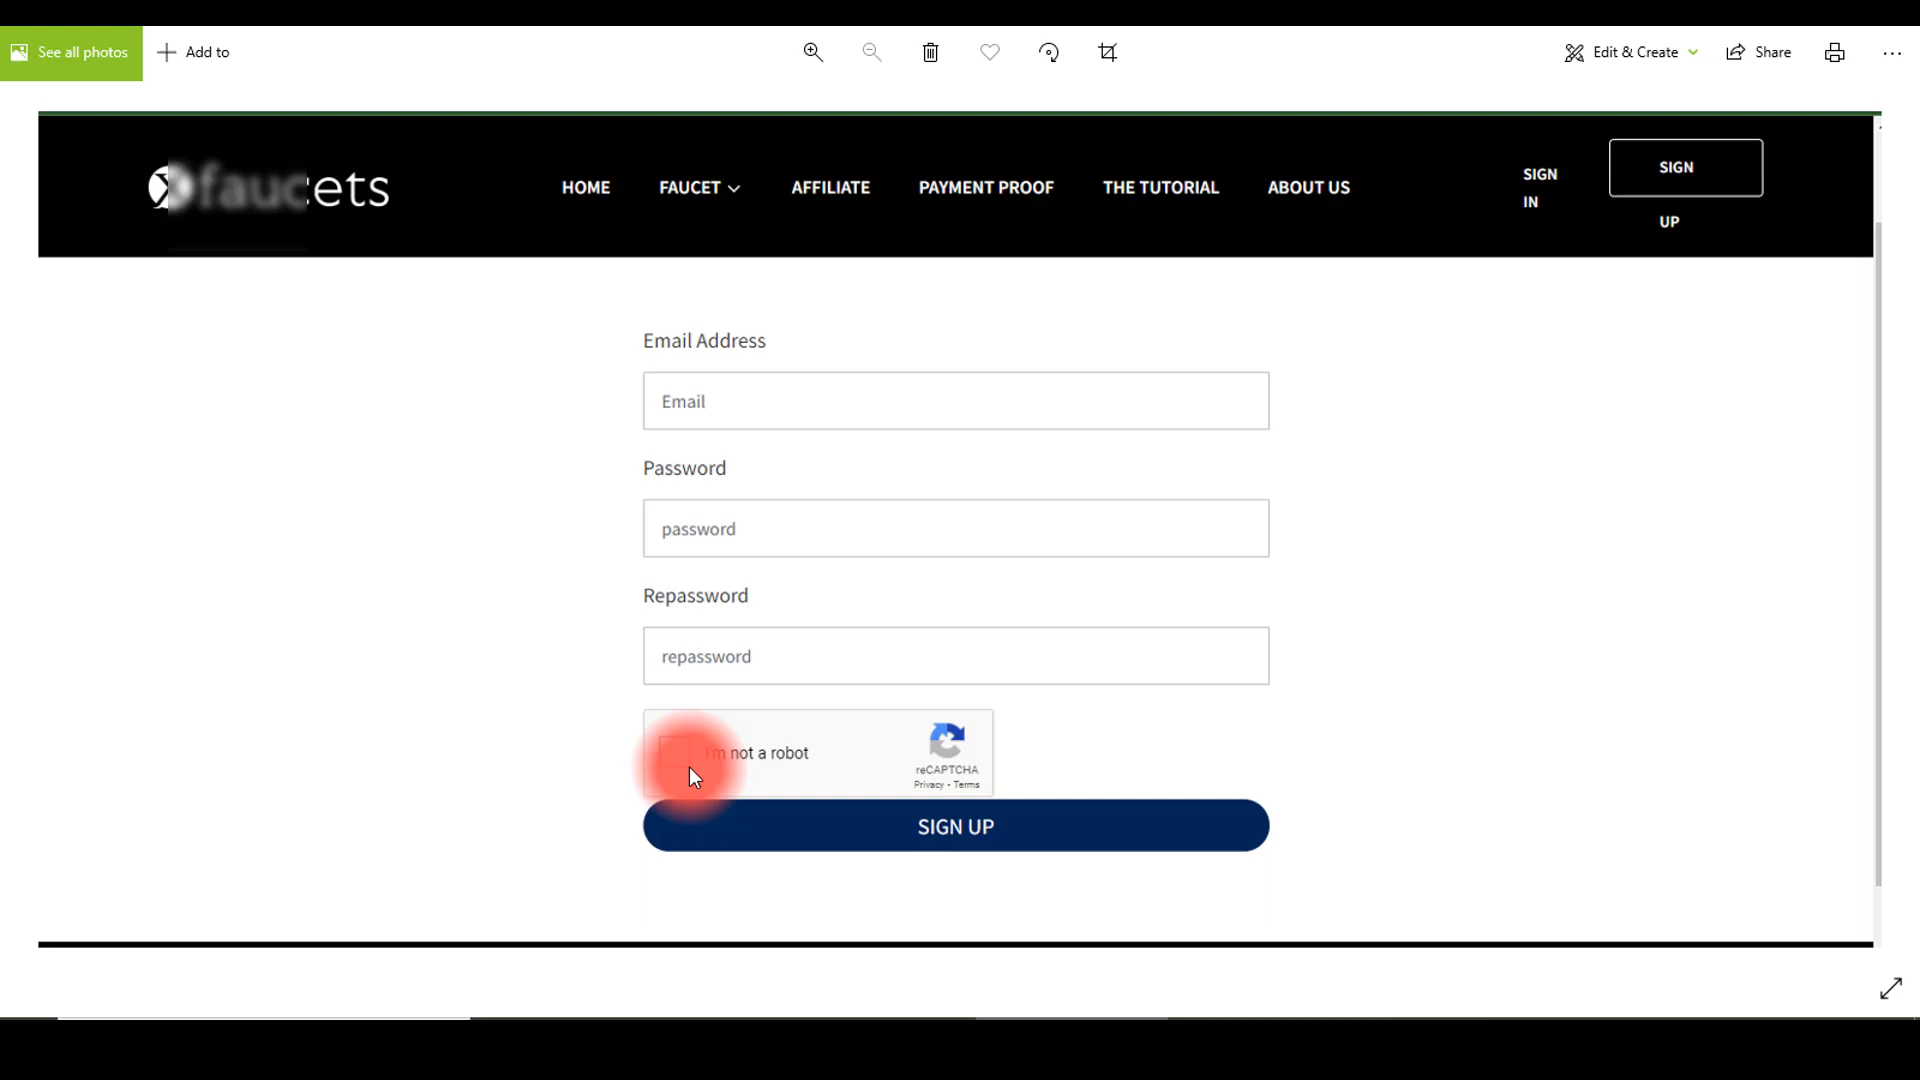 See all photos
Add to
Edit & Create
Share
faucets
HOME
FAUCET
AFFILIATE
PAYMENT PROOF
THE TUTORIAL
ABOUT US
SIGN
IN
SIGN
UP
Email Address
Email
Password
password
Repassword
repassword
I'm not a robot
reCAPTCHA
Privacy - Terms
SIGN UP